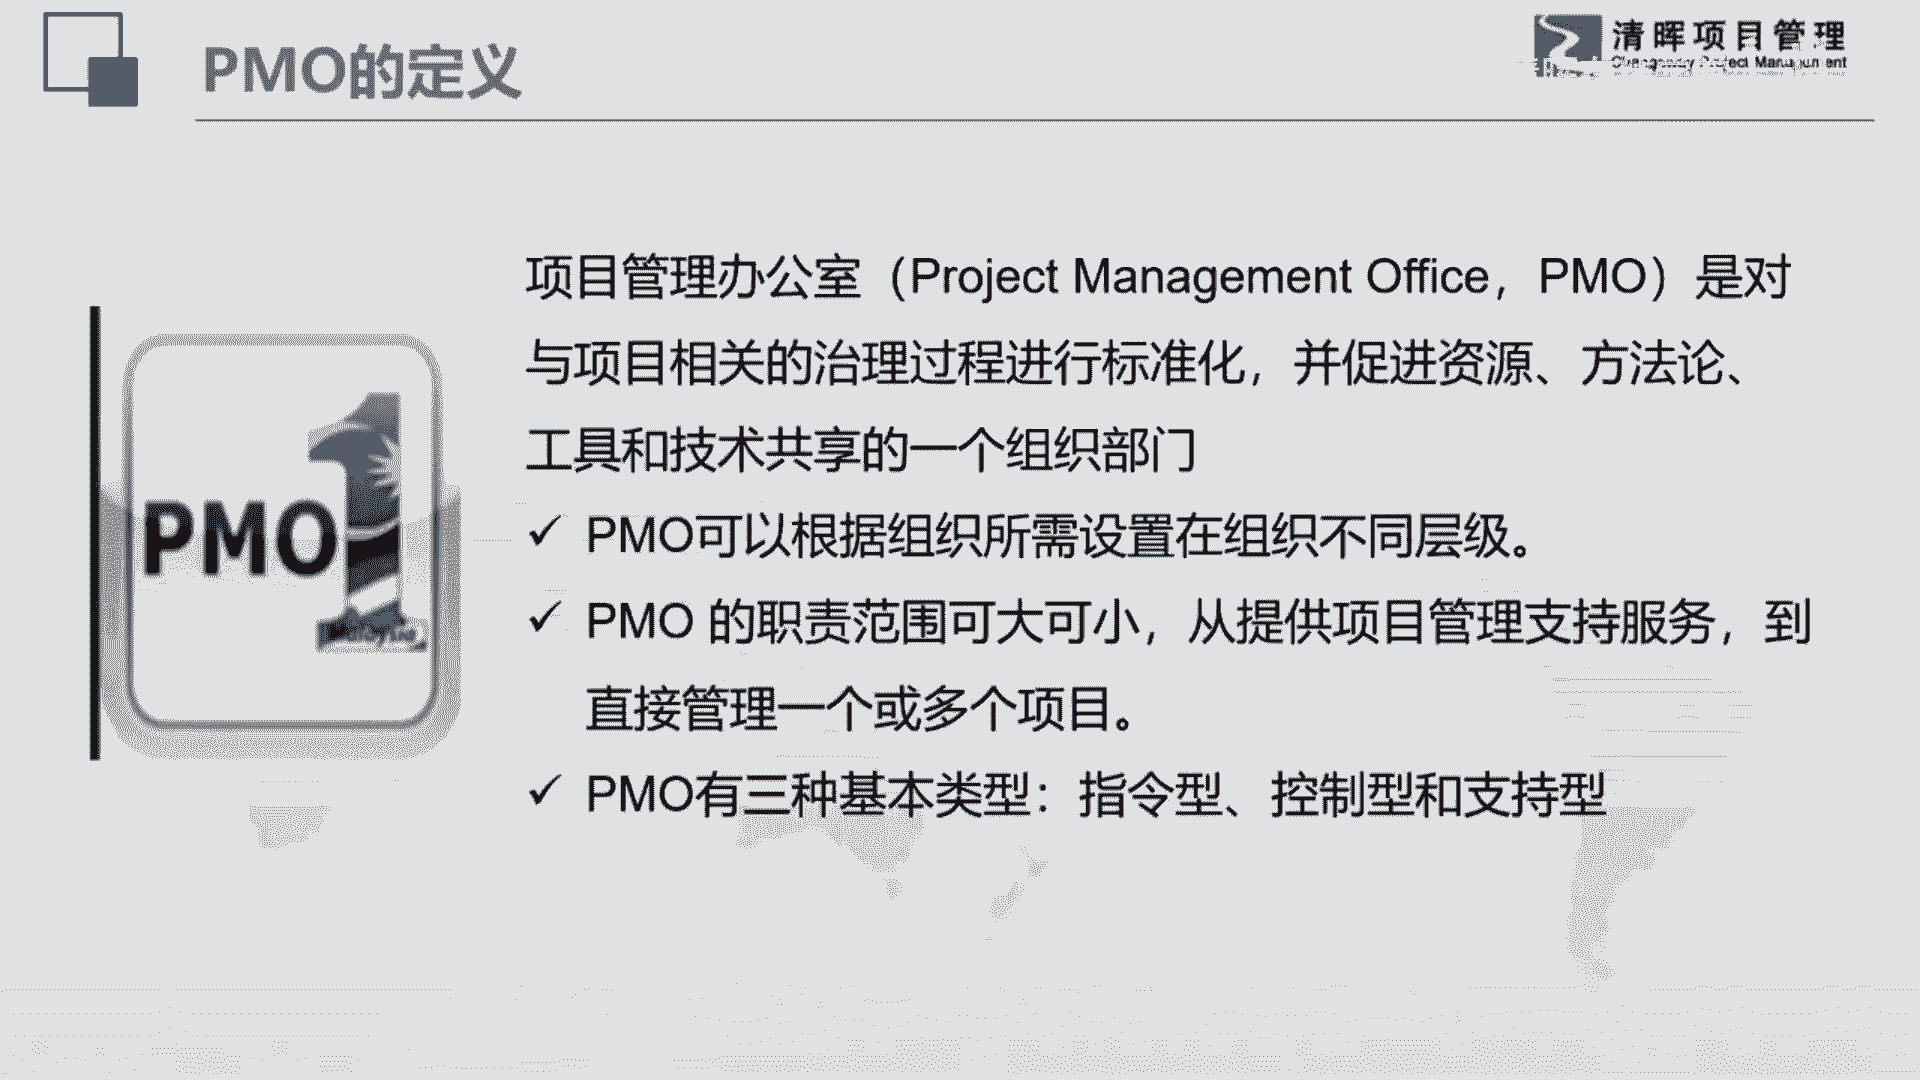 PMO的定义
清晖项目管理
项目管理办公室（Project Management Office，PMO）是对
与项目相关的治理过程进行标准化，并促进资源、方法论、
工具和技术共享的一个组织部门
✓ PMO可以根据组织所需设置在组织不同层级。
✓ PMO 的职责范围可大可小，从提供项目管理支持服务，到
直接管理一个或多个项目。
✓ PMO有三种基本类型：指令型、控制型和支持型
PMO1